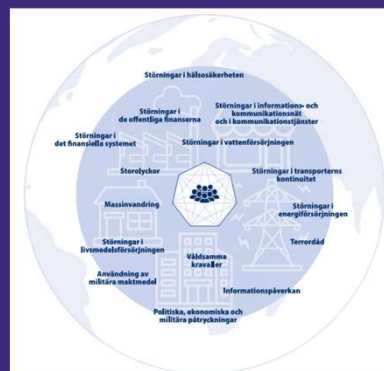 Störningar i hälsosäkerheten
Störningar i
de offentliga finanserna
Störningar i informations- och
kommunikationsnät
och i kommunikationstjänster
Störningar i
det finansiella systemet
Störningar i vattenförsörjningen
Storolyckor
Störningar i transporternas
kontinuitet
Massinvandring
Störningar i
energiförsörjningen
Terrordåd
Störningar i
livsmedelsförsörjningen
Våldsamma
kravaller
Användning av
militära maktmedel
Informationspåverkan
Politiska, ekonomiska och
militära påtryckningar